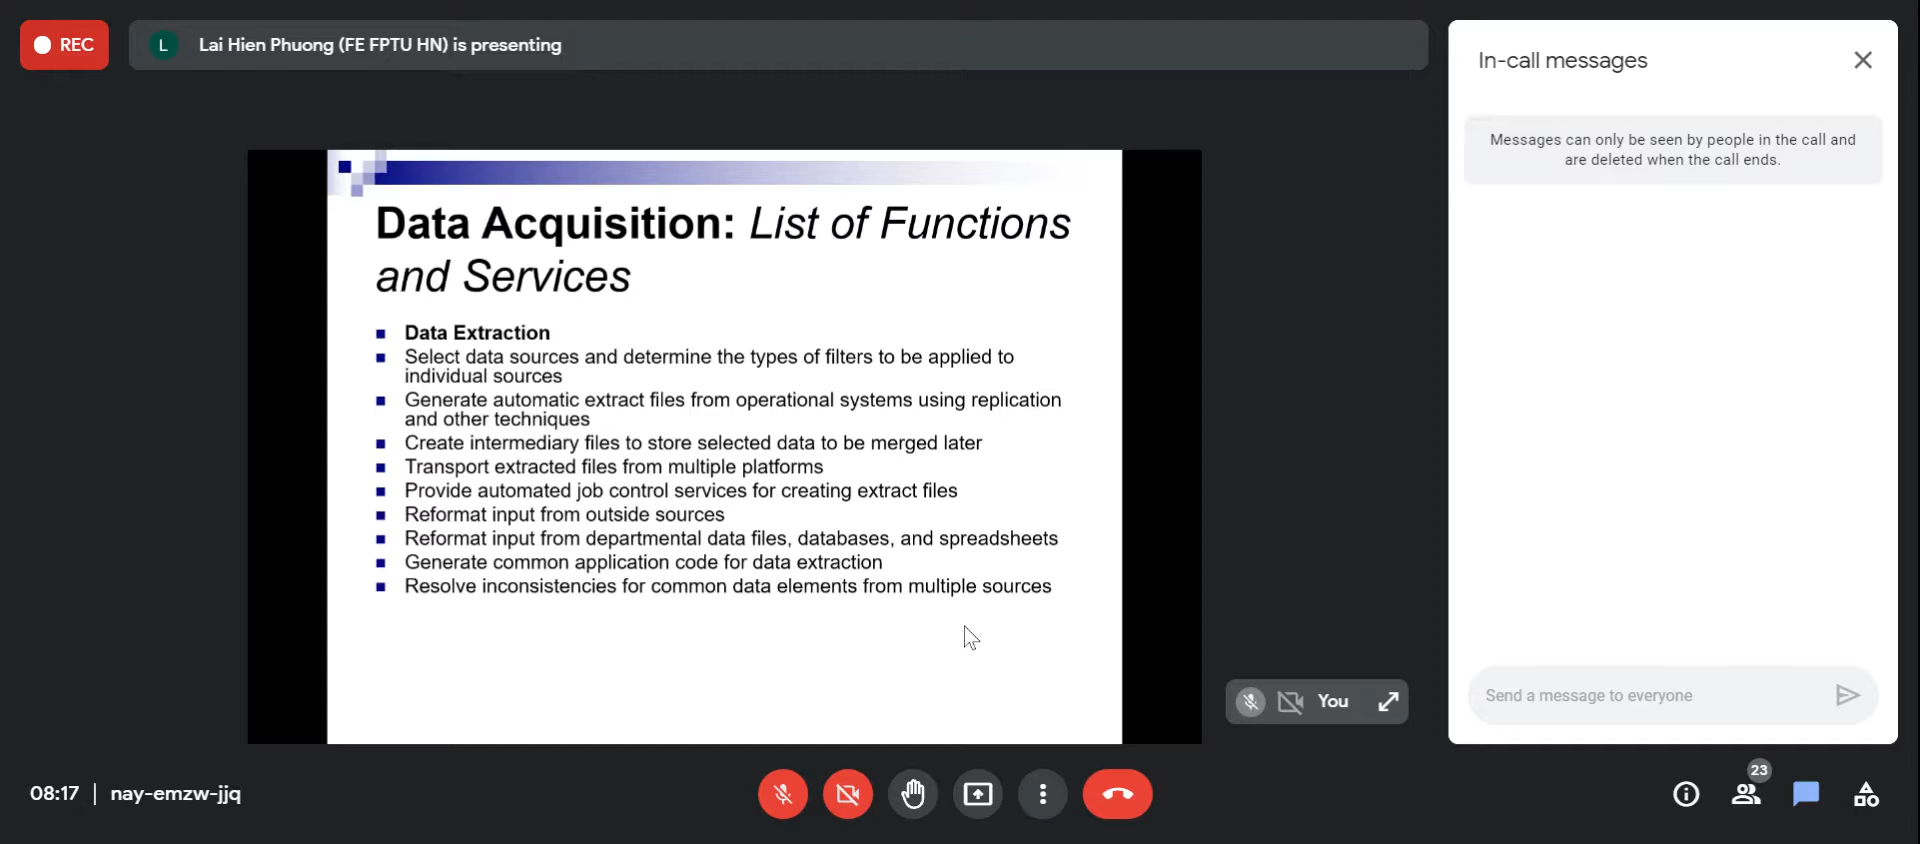 REC
L
Lai Hien Phuong (FE FPTU HN) is presenting
Data Acquisition: List of Functions
and Services
Data Extraction
Select data sources and determine the types of filters to be applied to
individual sources
Generate automatic extract files from operational systems using replication
and other techniques
Create intermediary files to store selected data to be merged later
Transport extracted files from multiple platforms
Provide automated job control services for creating extract files
Reformat input from outside sources
Reformat input from departmental data files, databases, and spreadsheets
Generate common application code for data extraction
Resolve inconsistencies for common data elements from multiple sources
You
In-call messages
Messages can only be seen by people in the call and
are deleted when the call ends.
Send a message to everyone
08:17 | nay-emzw-jjq
23